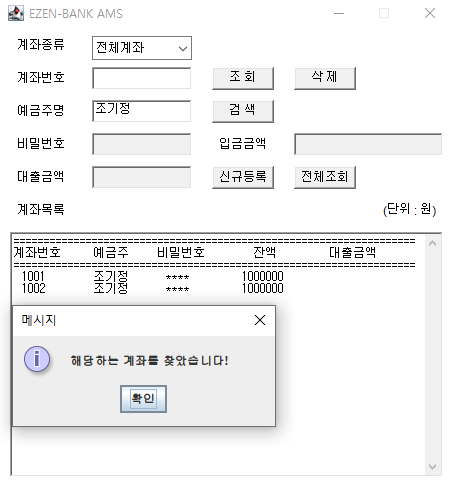 EZEN-BANK AMS
계좌종류 전체계좌
계좌번호 조 회 삭 제
예금주명 조기정 검 색
비밀번호 입금금액
대출금액 신규등록 전체조회
계좌목록 (단위 : 원)
계좌번호 예금주 비밀번호 잔액 대출금액
1001 조기정 **** 1000000
1002 조기정 **** 1000000
메시지
해당하는 계좌를 찾았습니다!
확인